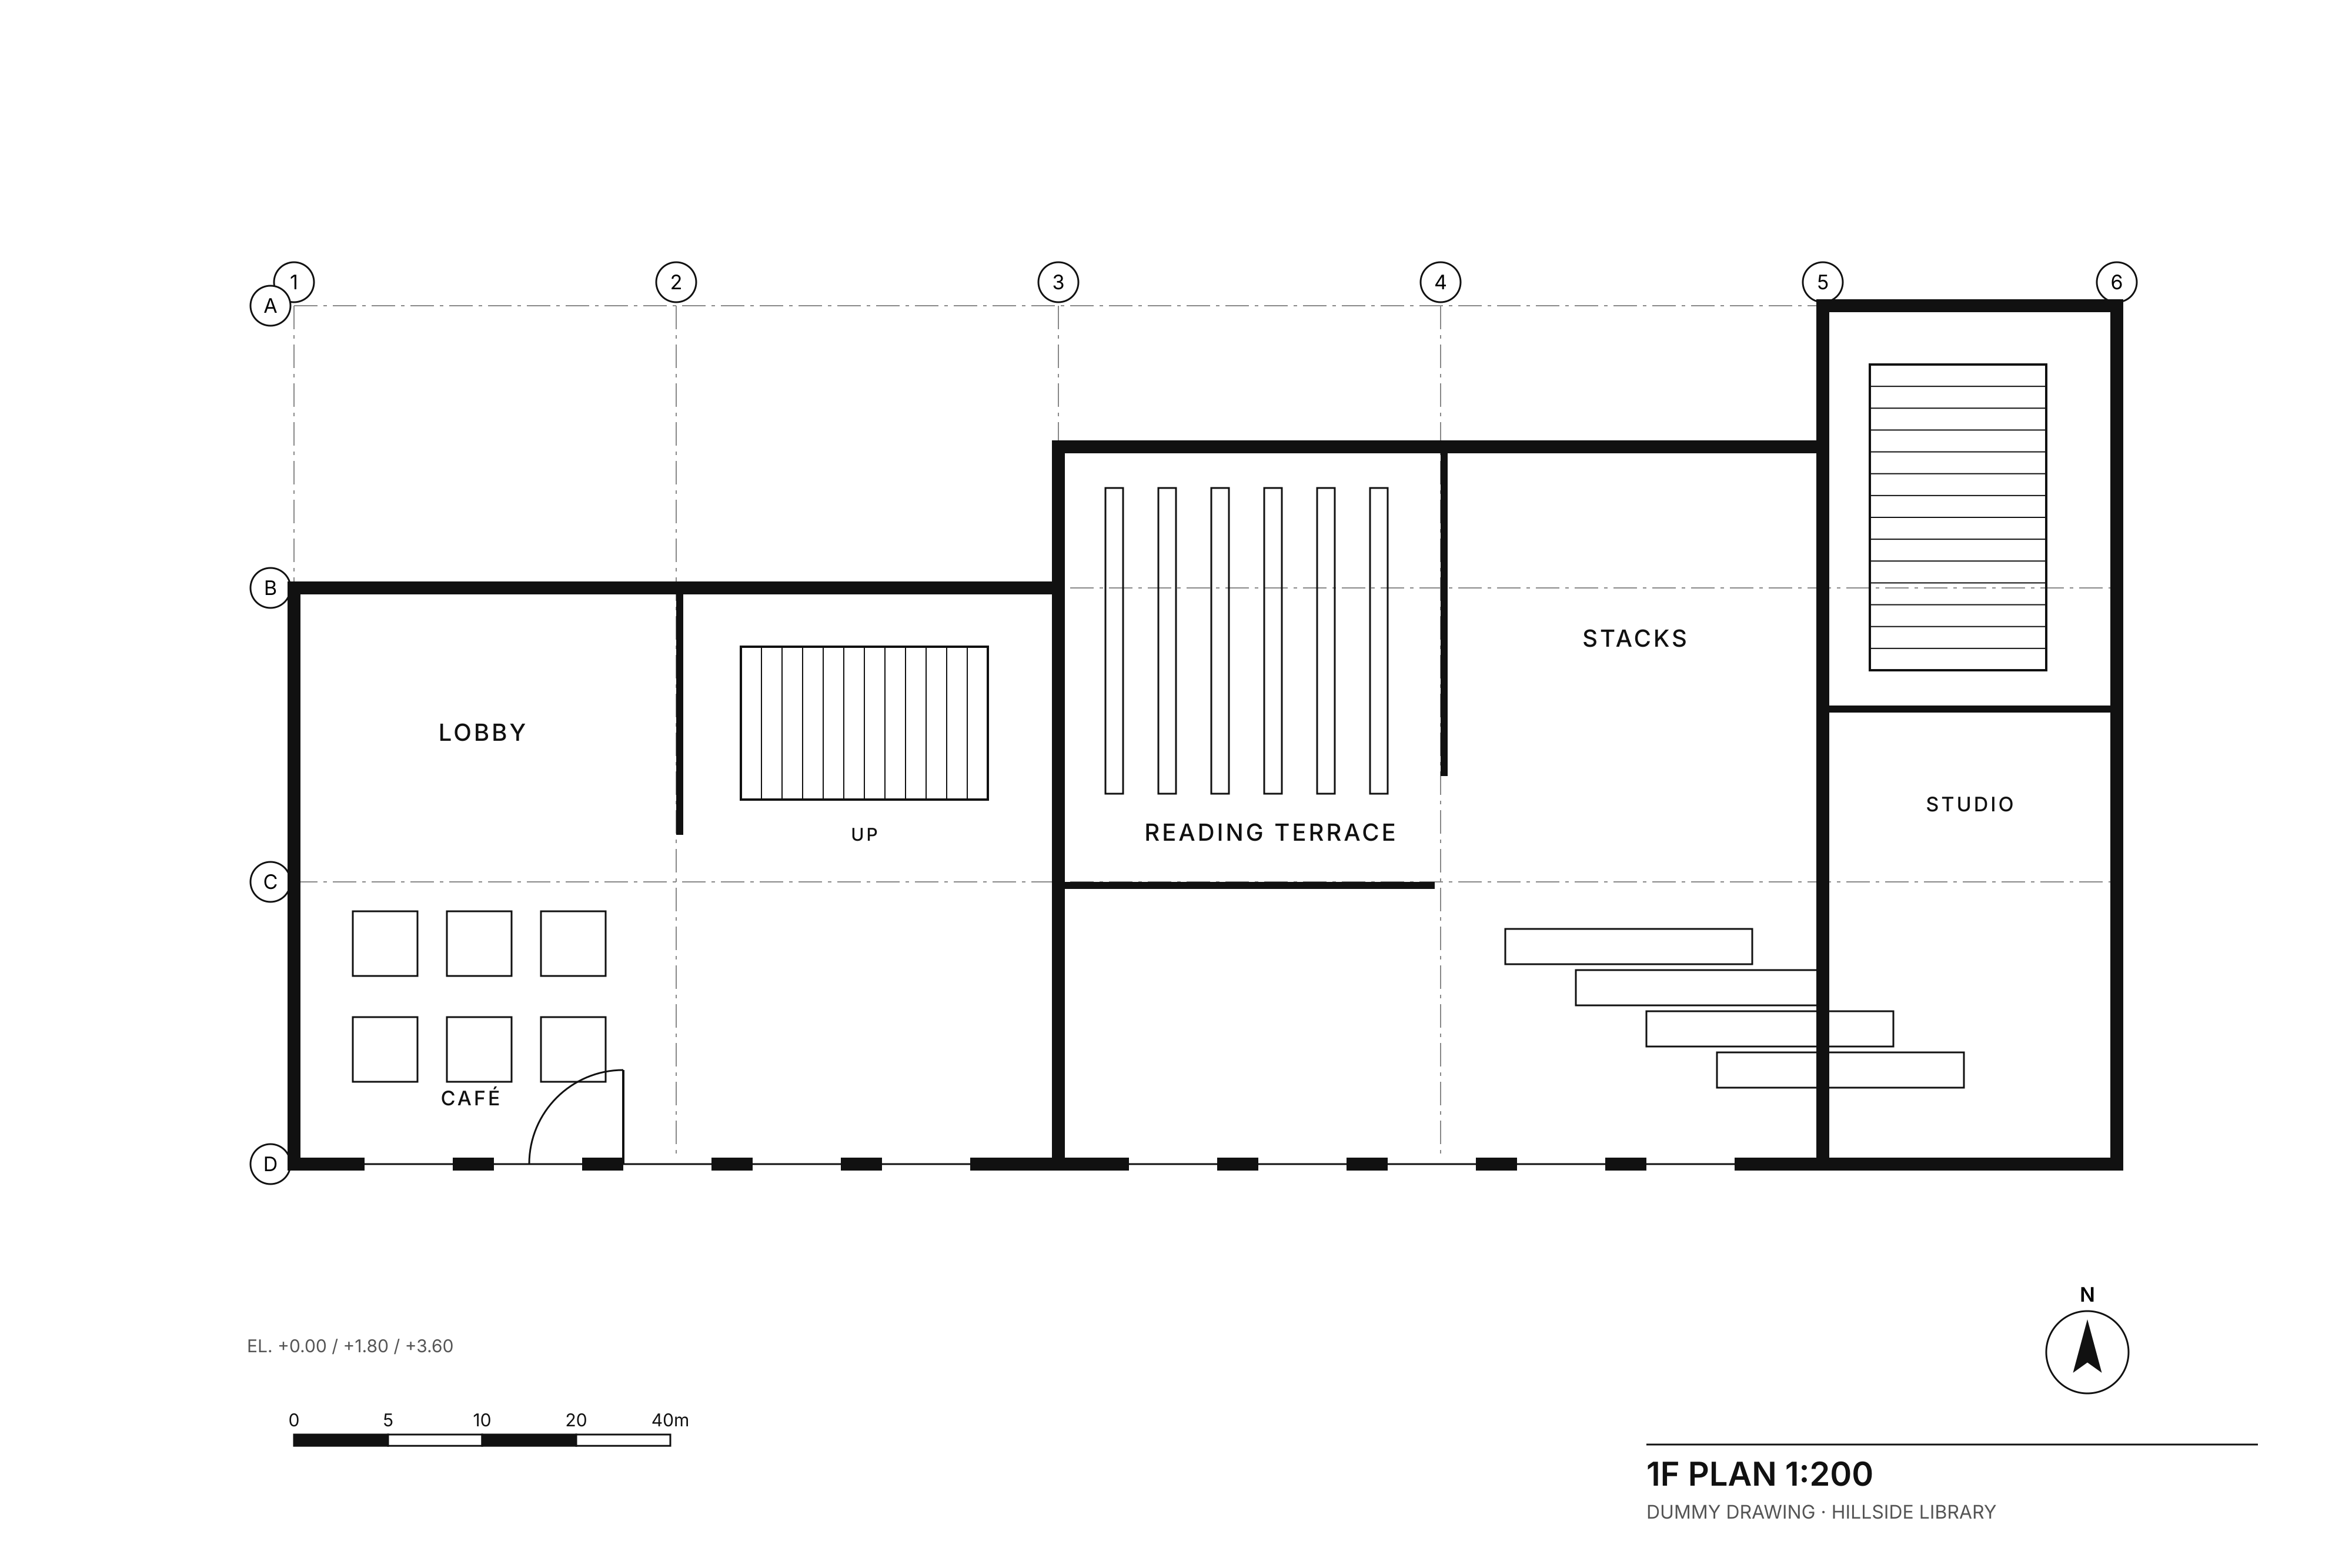 1 2 3 4 5 6
A
B
STACKS
LOBBY
STUDIO
UP
READING TERRACE
C
CAFÉ
D
N
EL. +0.00 / +1.80 / +3.60
0 5 10 20 40m
1F PLAN 1:200
DUMMY DRAWING · HILLSIDE LIBRARY